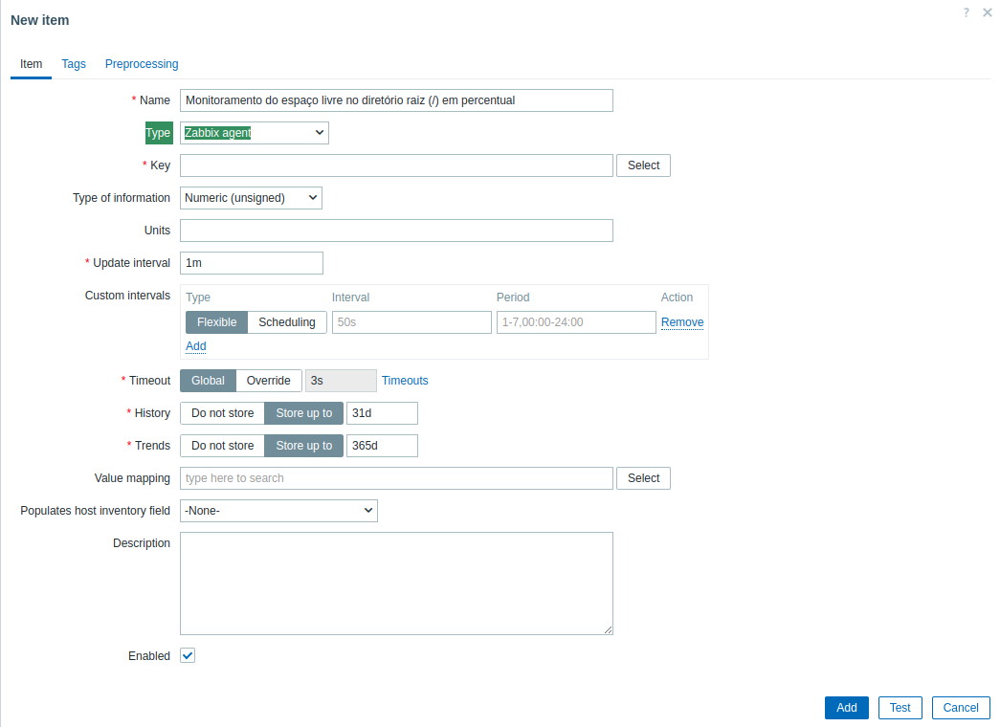 New item
? ×
Item Tags Preprocessing
* Name Monitoramento do espaço livre no diretório raiz (/) em percentual
Type Zabbix agent
* Key Select
Type of information Numeric (unsigned)
Units
* Update interval 1m
Custom intervals Type Interval Period Action
Flexible Scheduling 50s 1-7,00:00-24:00 Remove
Add
* Timeout Global Override 3s Timeouts
* History Do not store Store up to 31d
* Trends Do not store Store up to 365d
Value mapping type here to search Select
Populates host inventory field -None-
Description
Enabled
Add Test Cancel